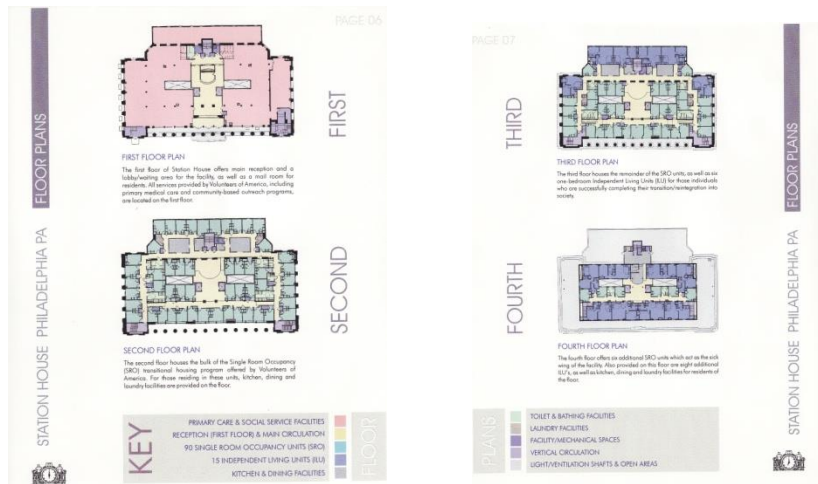 PAGE 06
FLOOR PLANS
STATION HOUSE PHILADELPHIA PA
FIRST
FIRST FLOOR PLAN
The first floor of Station House offers main reception and a
lobby/waiting area for the facility, as well as a mail room for
residents. All services provided by Volunteers of America, including
primary medical care and community-based outreach programs,
are located on the first floor.
SECOND
SECOND FLOOR PLAN
The second floor houses the bulk of the Single Room Occupancy
(SRO) transitional housing program offered by Volunteers of
America. For those residing in these units, kitchen, dining and
laundry facilities are provided on the floor.
KEY
PRIMARY CARE & SOCIAL SERVICE FACILITIES
RECEPTION (FIRST FLOOR) & MAIN CIRCULATION
90 SINGLE ROOM OCCUPANCY UNITS (SRO)
15 INDEPENDENT LIVING UNITS (ILU)
KITCHEN & DINING FACILITIES
FLOOR
PAGE 07
THIRD
THIRD FLOOR PLAN
The third floor houses the remainder of the SRO units, as well as six
one-bedroom Independent Living Units (ILU) for those individuals
who are successfully completing their transition/reintegration into
society.
FOURTH
FOURTH FLOOR PLAN
The fourth floor offers six additional SRO units which act as the sick
wing of the facility. Also provided on this floor are eight additional
ILU's, as well as kitchen, dining and laundry facilities for residents of
the floor.
PLANS
TOILET & BATHING FACILITIES
LAUNDRY FACILITIES
FACILITY/MECHANICAL SPACES
VERTICAL CIRCULATION
LIGHT/VENTILATION SHAFTS & OPEN AREAS
FLOOR PLANS
STATION HOUSE PHILADELPHIA PA